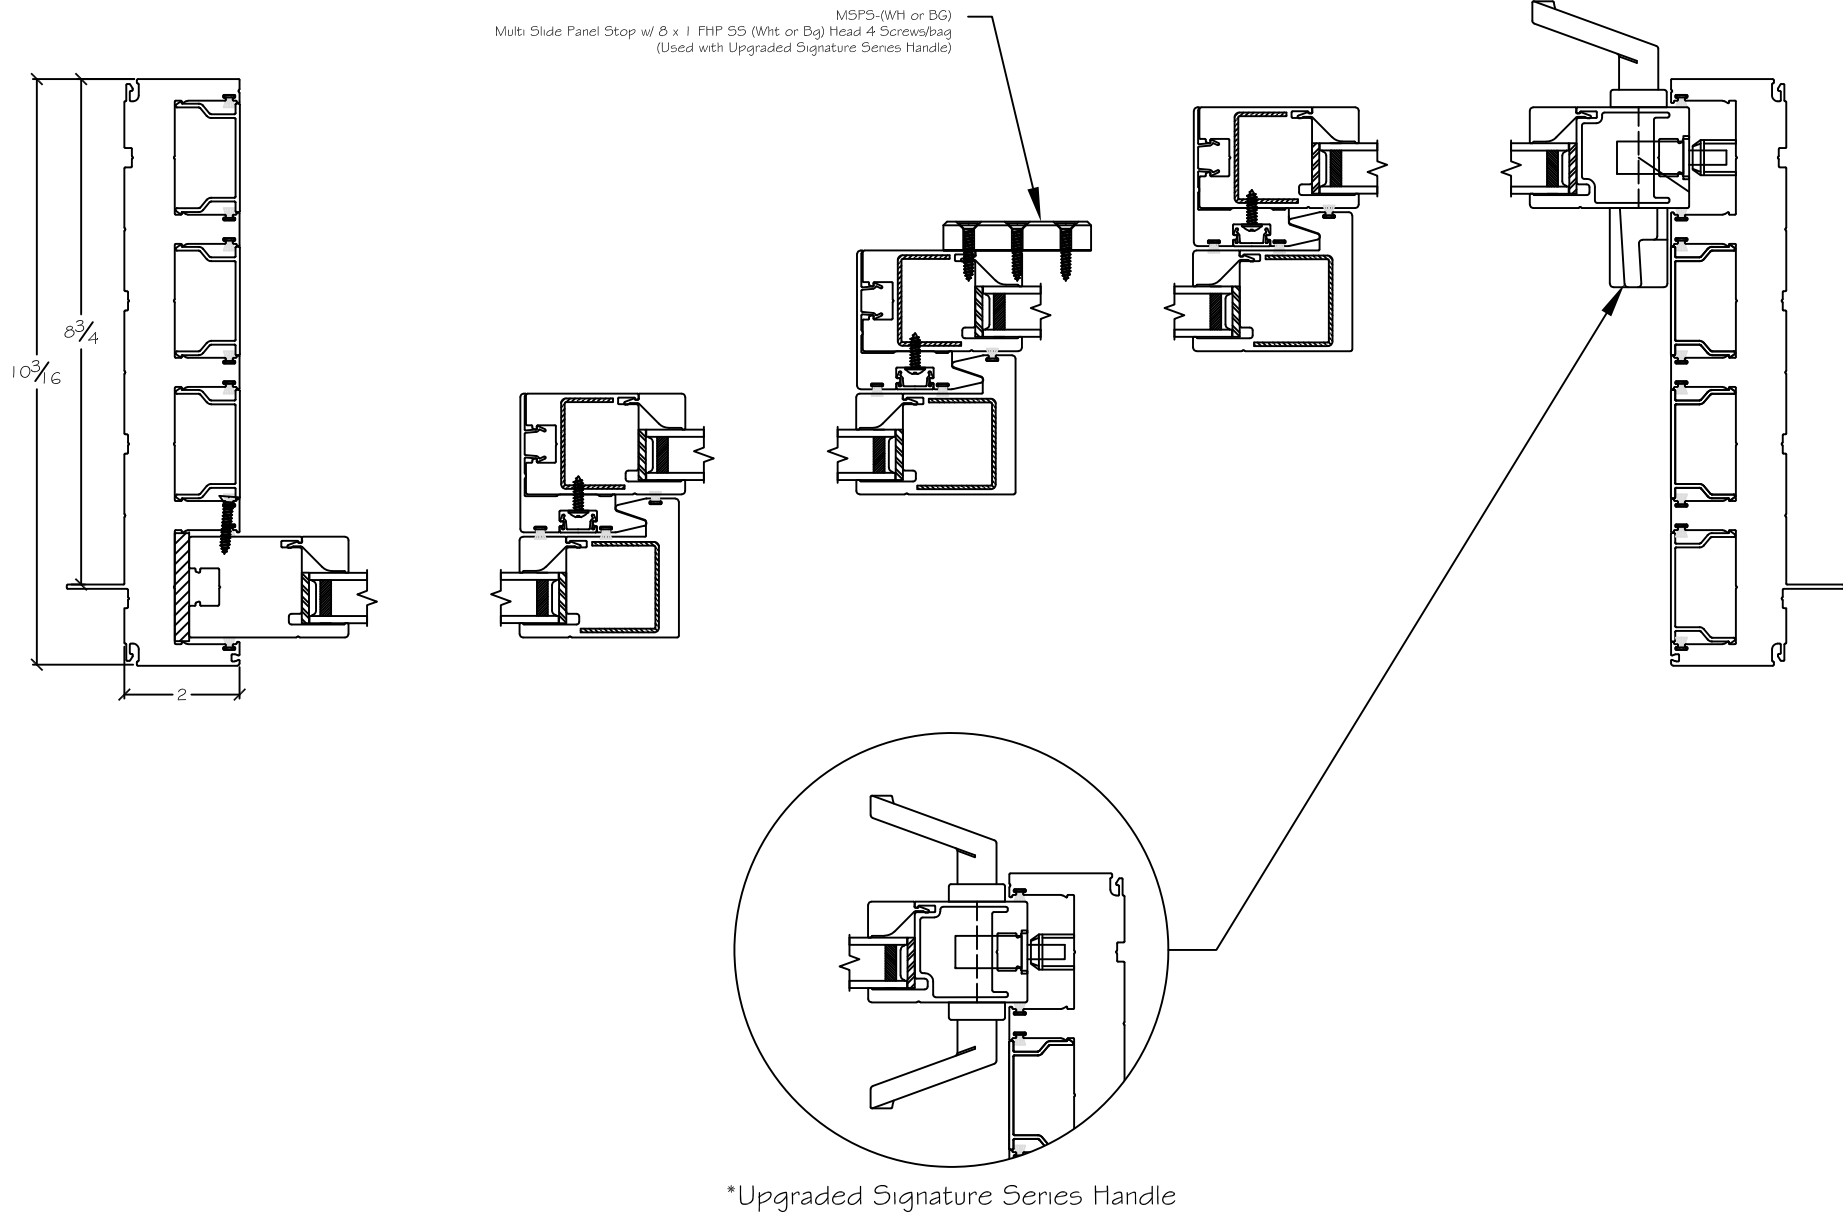 MSPS-(WH or BG)
Multi Slide Panel Stop w/ 8 x 1 FHP SS (Wht or Bg) Head 4 Screws/bag
(Used with Upgraded Signature Series Handle)
8 3/4
10 3/16
2
*Upgraded Signature Series Handle